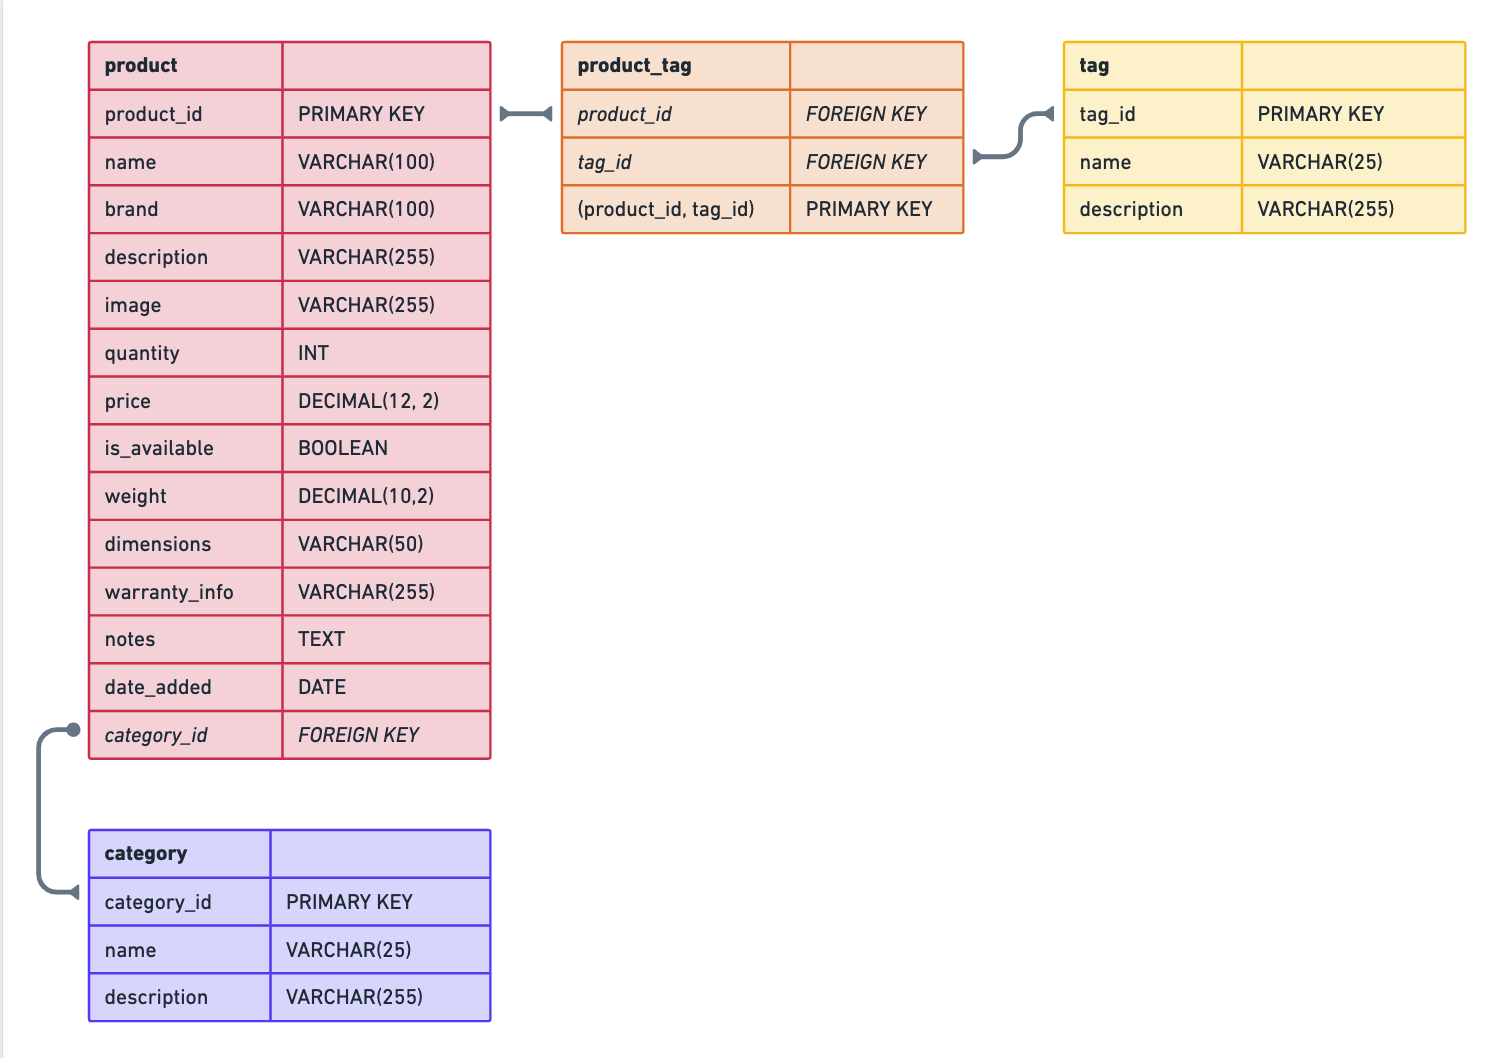 product
product_id PRIMARY KEY
name VARCHAR(100)
brand VARCHAR(100)
description VARCHAR(255)
image VARCHAR(255)
quantity INT
price DECIMAL(12, 2)
is_available BOOLEAN
weight DECIMAL(10,2)
dimensions VARCHAR(50)
warranty_info VARCHAR(255)
notes TEXT
date_added DATE
category_id FOREIGN KEY
product_tag
product_id FOREIGN KEY
tag_id FOREIGN KEY
(product_id, tag_id) PRIMARY KEY
tag
tag_id PRIMARY KEY
name VARCHAR(25)
description VARCHAR(255)
category
category_id PRIMARY KEY
name VARCHAR(25)
description VARCHAR(255)